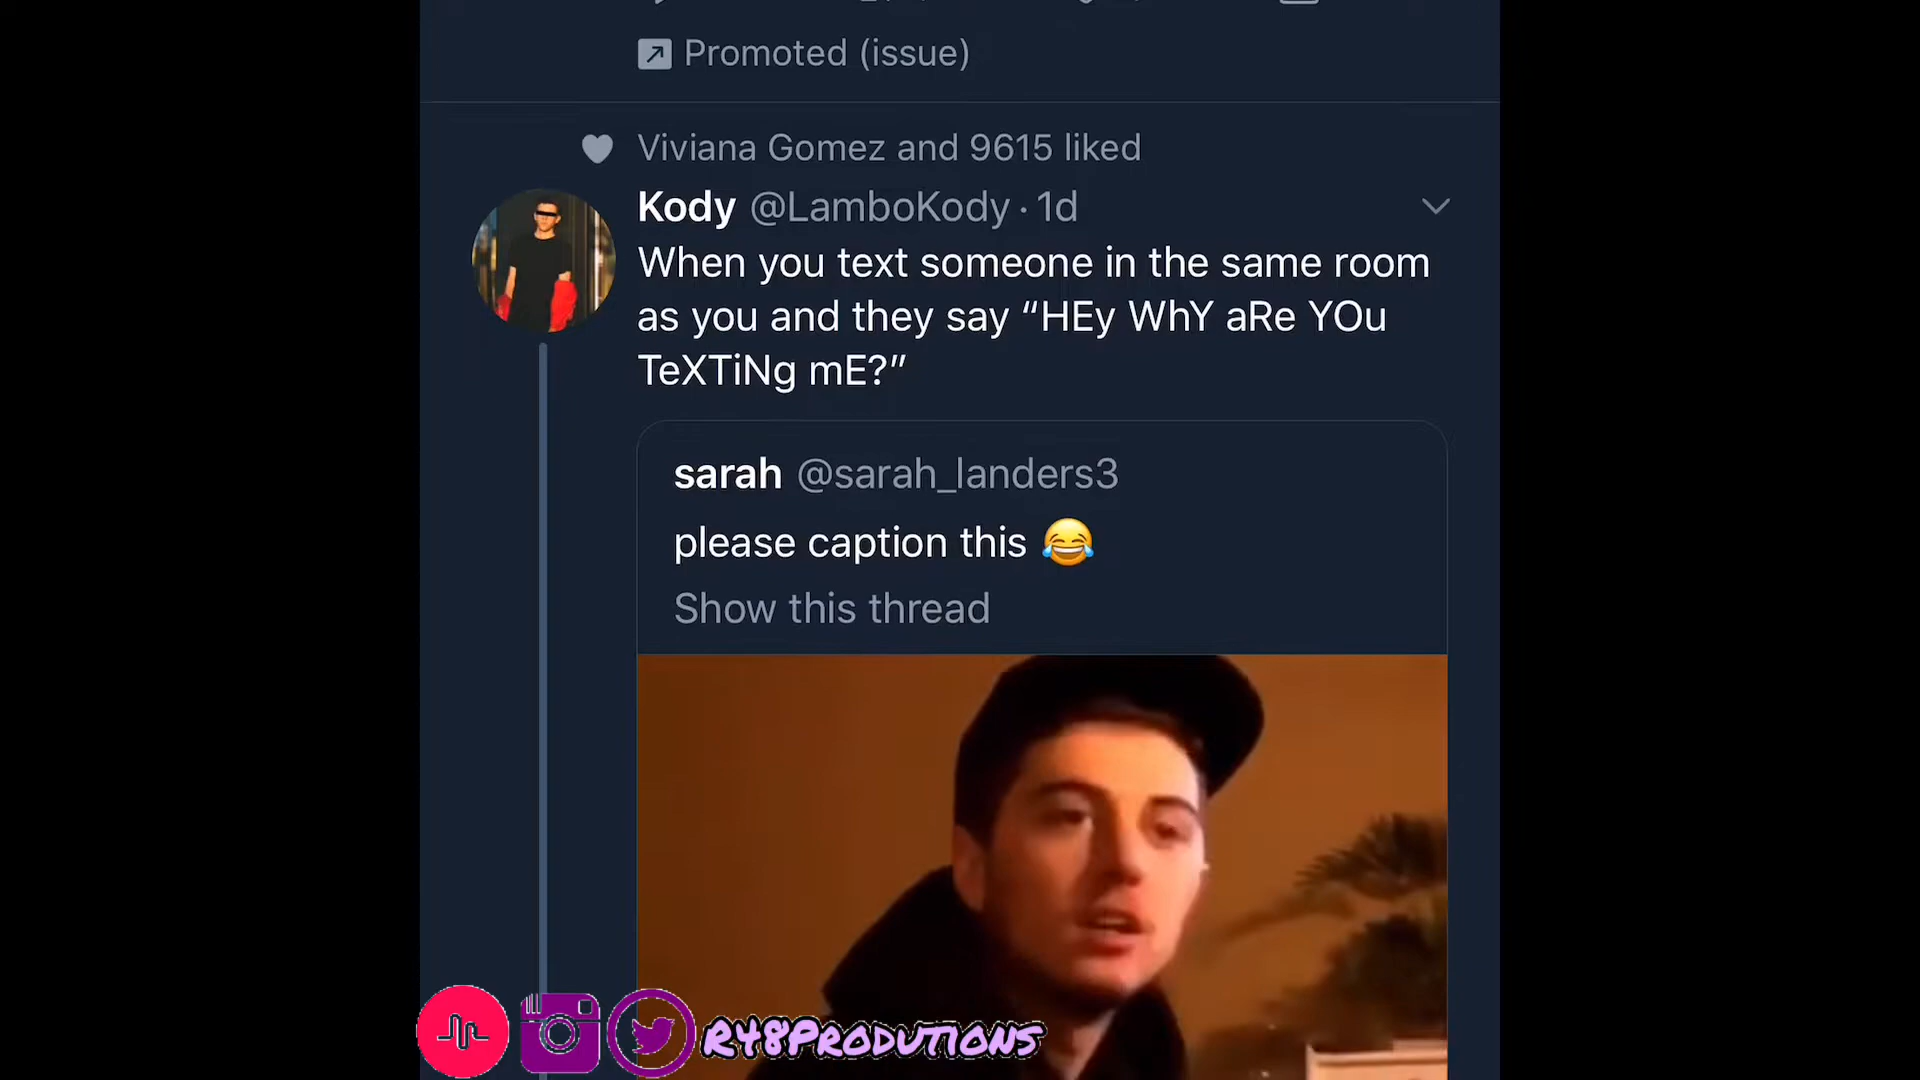 Promoted (issue)
Viviana Gomez and 9615 liked
Kody @LamboKody · 1d
When you text someone in the same room
as you and they say “HEy WhY aRe YOu
TeXTiNg mE?”
sarah @sarah_landers3
please caption this 😂
Show this thread
R48Produtions